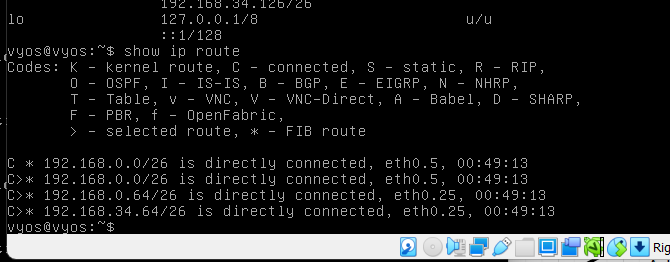 192.168.34.126/26
lo 127.0.0.1/8 u/u
::1/128
vyos@vyos:~$ show ip route
Codes: K - kernel route, C - connected, S - static, R - RIP,
O - OSPF, I - IS-IS, B - BGP, E - EIGRP, N - NHRP,
T - Table, v - VNC, V - VNC-Direct, A - Babel, D - SHARP,
F - PBR, f - OpenFabric,
> - selected route, * - FIB route
C * 192.168.0.0/26 is directly connected, eth0.5, 00:49:13
C>* 192.168.0.0/26 is directly connected, eth0.5, 00:49:13
C>* 192.168.0.64/26 is directly connected, eth0.25, 00:49:13
C>* 192.168.34.64/26 is directly connected, eth0.25, 00:49:13
vyos@vyos:~$
Rig